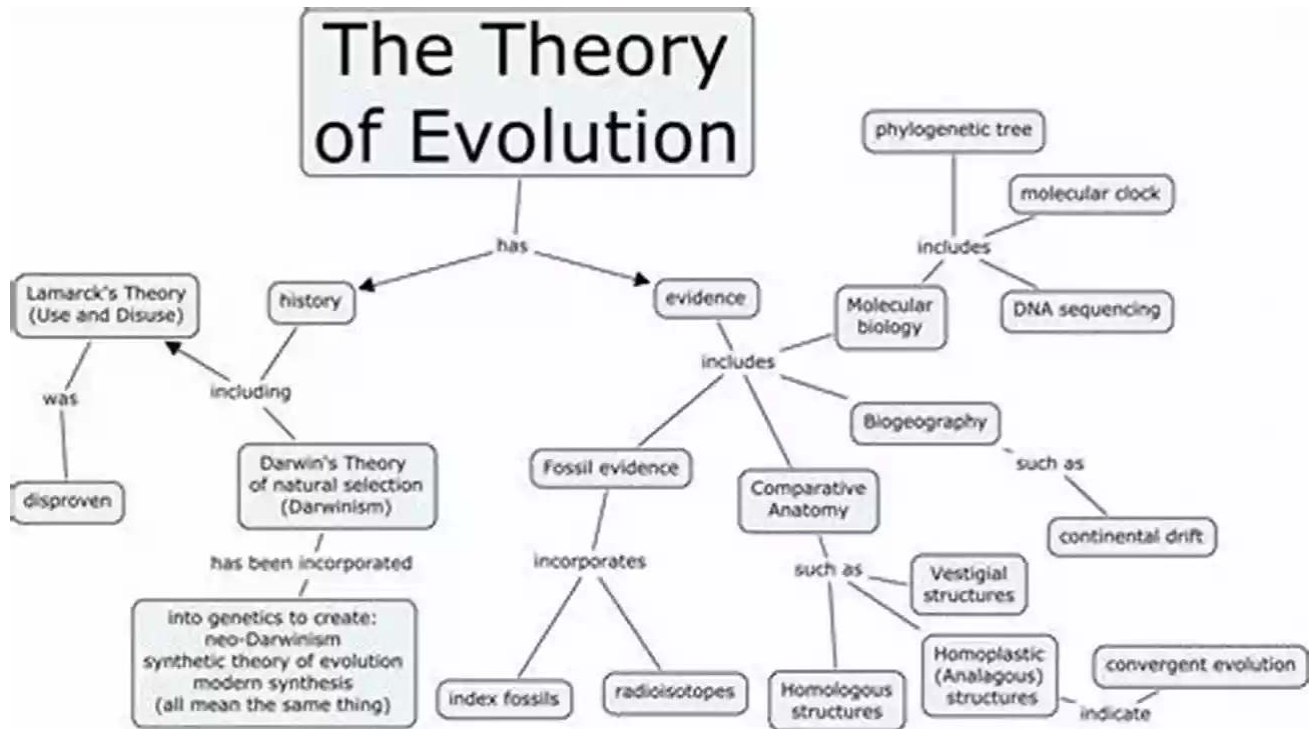 The Theory
of Evolution
has
history
evidence
Lamarck's Theory
(Use and Disuse)
was
disproven
including
Darwin's Theory
of natural selection
(Darwinism)
has been incorporated
into genetics to create:
neo-Darwinism
synthetic theory of evolution
modern synthesis
(all mean the same thing)
includes
Molecular
biology
includes
phylogenetic tree
molecular clock
DNA sequencing
Biogeography
such as
continental drift
Fossil evidence
incorporates
index fossils
radioisotopes
Comparative
Anatomy
such as
Vestigial
structures
Homologous
structures
Homoplastic
(Analagous)
structures
indicate
convergent evolution